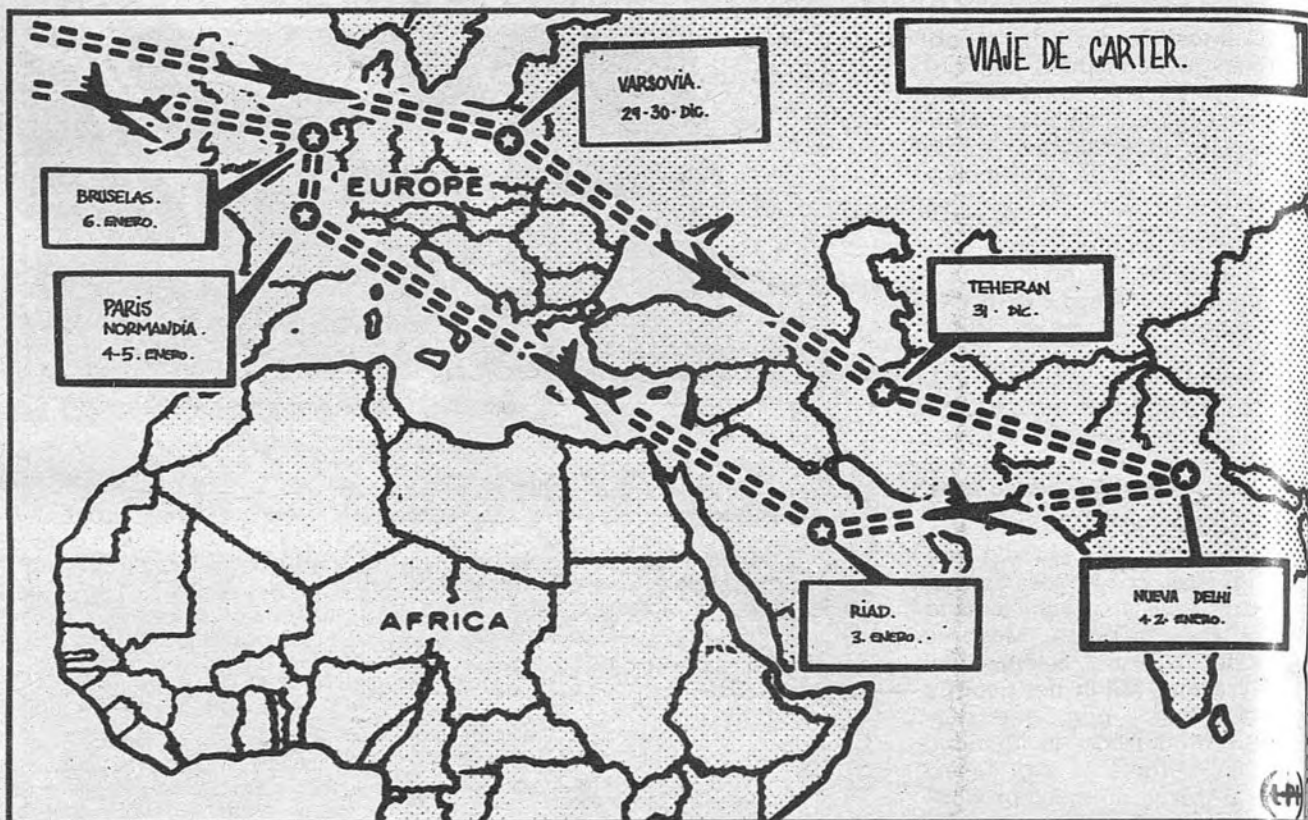 VIAJE DE CARTER.
VARSOVIA.
29-30-DIC.
BRUSELAS.
6. ENERO.
EUROPE
PARIS
NORMANDÍA.
4-5. ENERO.
TEHERAN
31- DIC.
AFRICA
RIAD.
3. ENERO..
NUEVA DELHI
1-2. ENERO.